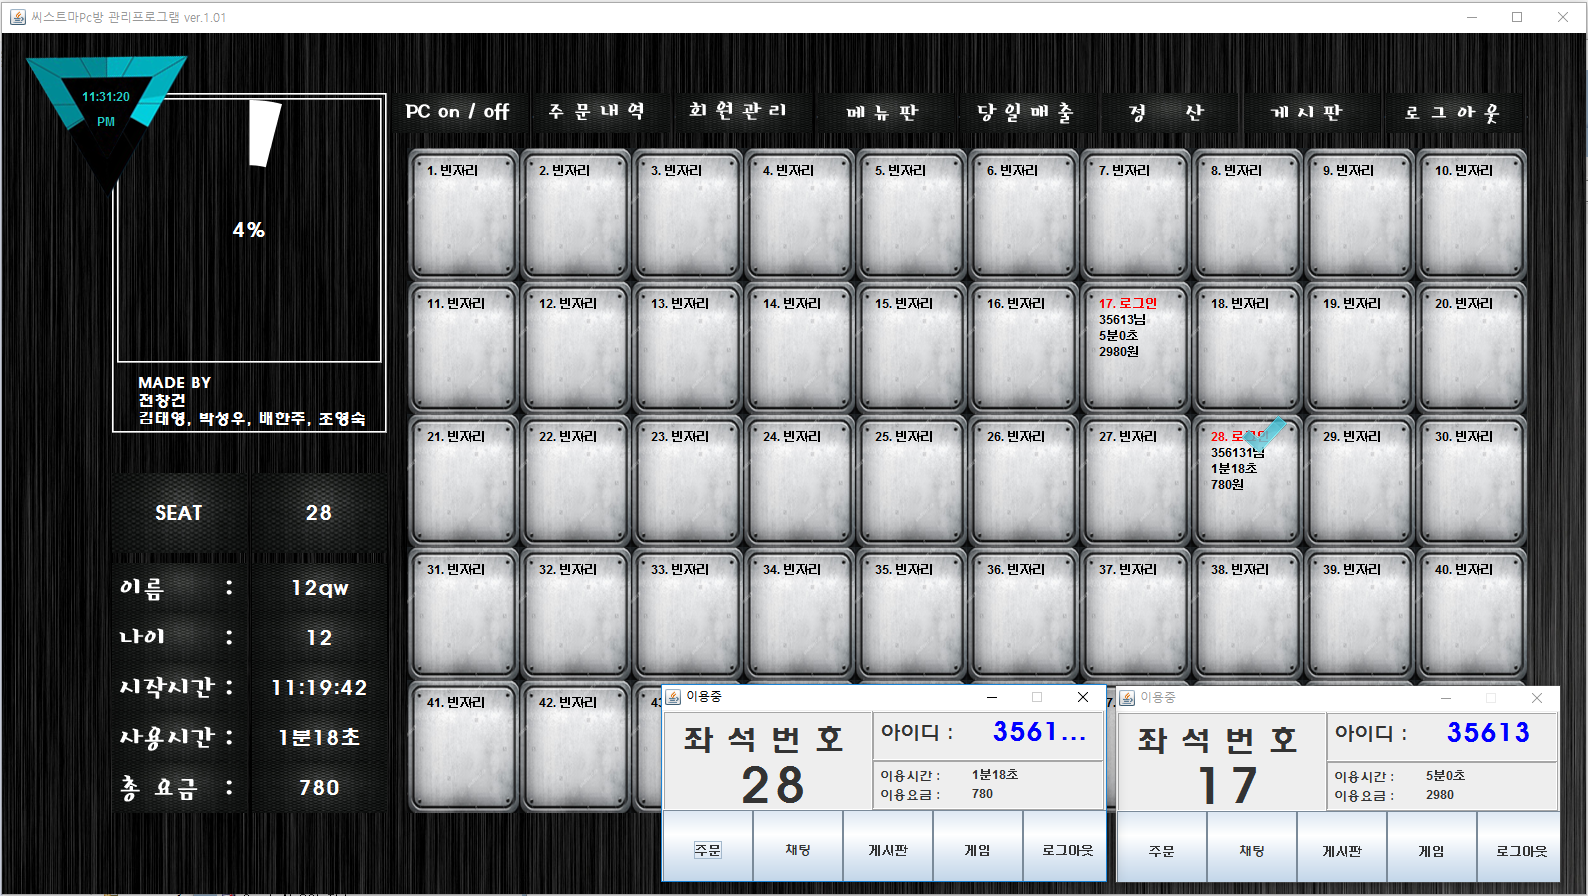 씨스트마Pc방 관리프로그램 ver.1.01
11:31:20
PM
4%
MADE BY
전창건
김태영, 박성우, 배한주, 조영숙
PC on / off
주문내역
회원관리
메뉴판
당일매출
정 산
게시판
로그아웃
1. 빈자리
2. 빈자리
3. 빈자리
4. 빈자리
5. 빈자리
6. 빈자리
7. 빈자리
8. 빈자리
9. 빈자리
10. 빈자리
11. 빈자리
12. 빈자리
13. 빈자리
14. 빈자리
15. 빈자리
16. 빈자리
17. 로그인
35613님
5분0초
2980원
18. 빈자리
19. 빈자리
20. 빈자리
21. 빈자리
22. 빈자리
23. 빈자리
24. 빈자리
25. 빈자리
26. 빈자리
27. 빈자리
28. 로그인
356131님
1분18초
780원
29. 빈자리
30. 빈자리
31. 빈자리
32. 빈자리
33. 빈자리
34. 빈자리
35. 빈자리
36. 빈자리
37. 빈자리
38. 빈자리
39. 빈자리
40. 빈자리
41. 빈자리
42. 빈자리
SEAT 28
이름 : 12qw
나이 : 12
시작시간 : 11:19:42
사용시간 : 1분18초
총 요금 : 780
이용중
좌석번호
28
아이디 : 3561...
이용시간 : 1분18초
이용요금 : 780
주문
채팅
게시판
게임
로그아웃
이용중
좌석번호
17
아이디 : 35613
이용시간 : 5분0초
이용요금 : 2980
주문
채팅
게시판
게임
로그아웃